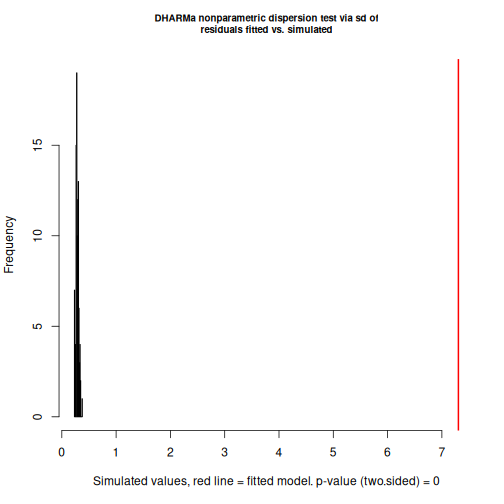 DHARMa nonparametric dispersion test via sd of
residuals fitted vs. simulated
Frequency
15
10
5
0
0 1 2 3 4 5 6 7
Simulated values, red line = fitted model. p-value (two.sided) = 0